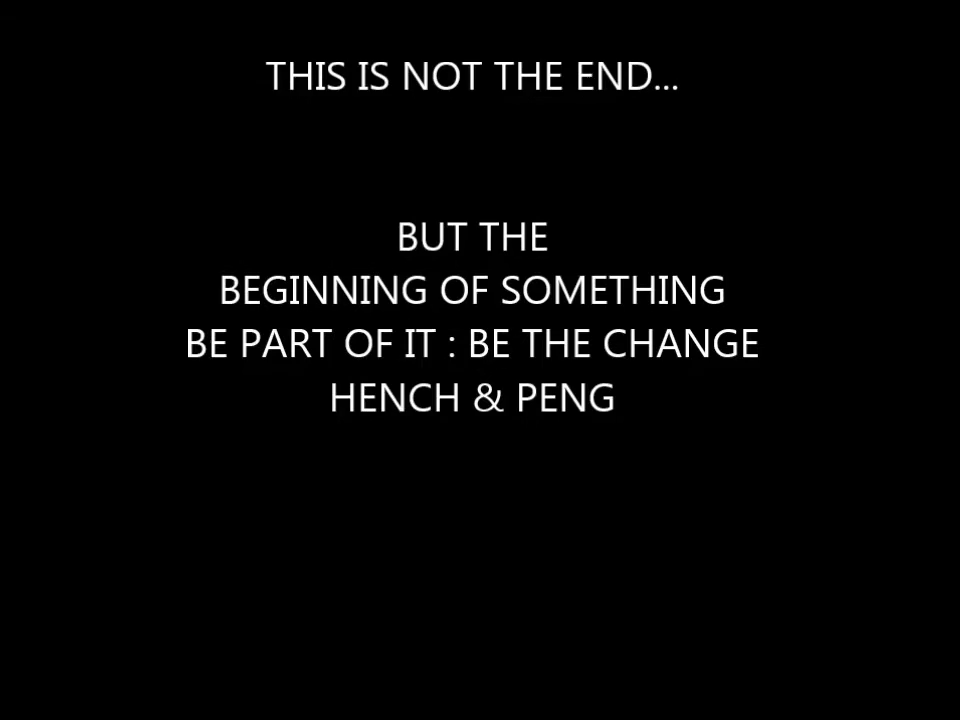 THIS IS NOT THE END...
BUT THE
BEGINNING OF SOMETHING
BE PART OF IT : BE THE CHANGE
HENCH & PENG